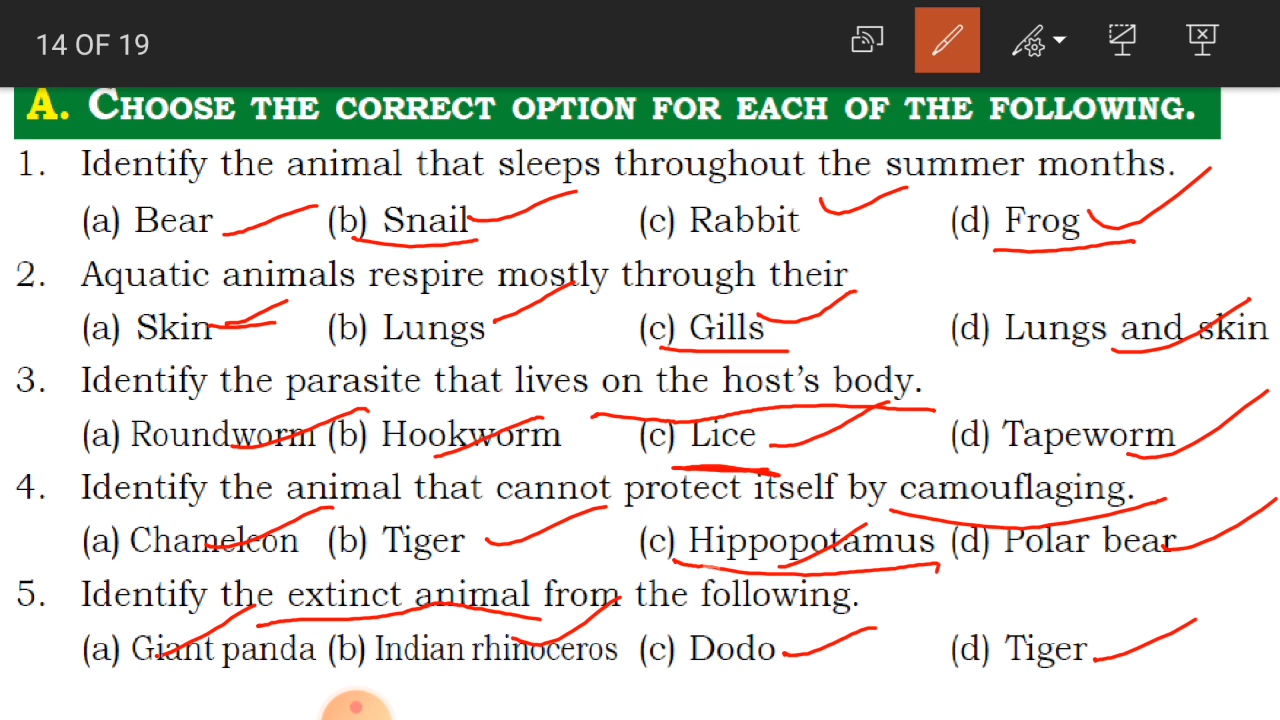 14 OF 19
A. CHOOSE THE CORRECT OPTION FOR EACH OF THE FOLLOWING.
1. Identify the animal that sleeps throughout the summer months.
(a) Bear (b) Snail (c) Rabbit (d) Frog
2. Aquatic animals respire mostly through their
(a) Skin (b) Lungs (c) Gills (d) Lungs and skin
3. Identify the parasite that lives on the host's body.
(a) Roundworm (b) Hookworm (c) Lice (d) Tapeworm
4. Identify the animal that cannot protect itself by camouflaging.
(a) Chameleon (b) Tiger (c) Hippopotamus (d) Polar bear
5. Identify the extinct animal from the following.
(a) Giant panda (b) Indian rhinoceros (c) Dodo (d) Tiger